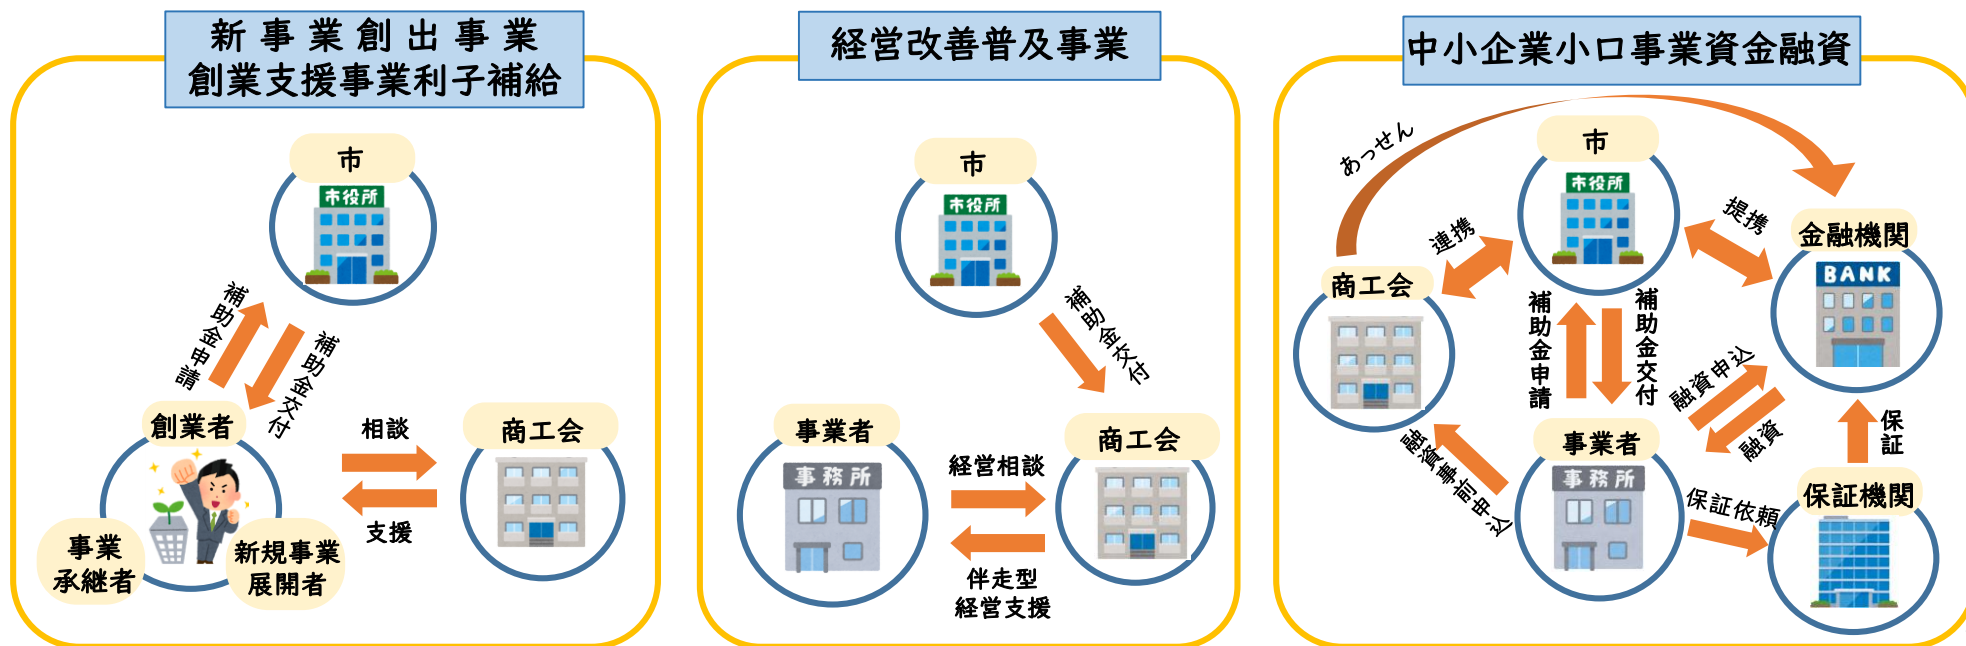 新事業創出事業
創業支援事業利子補給
市
市役所
補助金申請
補助金交付
創業者
事業
承継者
新規事業
展開者
相談
支援
商工会
経営改善普及事業
市
市役所
補助金交付
事業者
事務所
経営相談
伴走型
経営支援
商工会
中小企業小口事業資金融資
あっせん
市
市役所
連携
提携
商工会
金融機関
BANK
補助金申請
補助金交付
融資申込
融資
融資事前申込
事業者
事務所
保証依頼
保証
保証機関